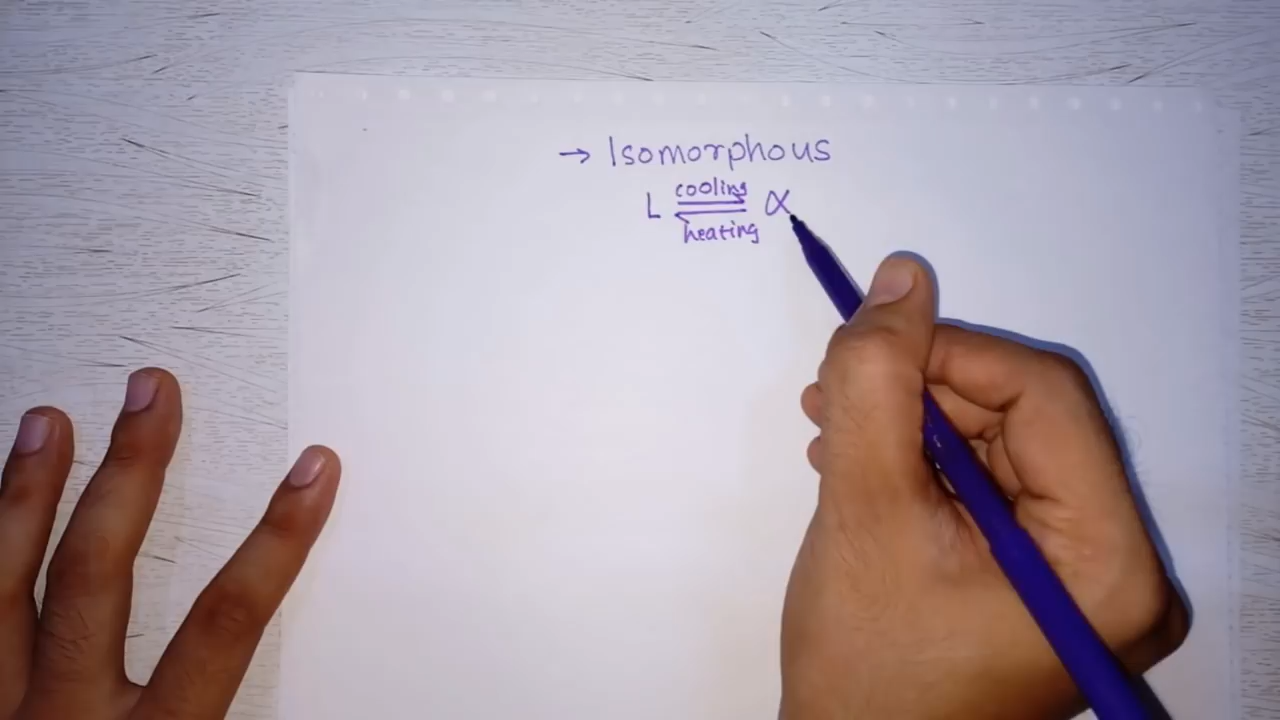 → Isomorphous
cooling
L ⇌ α
heating